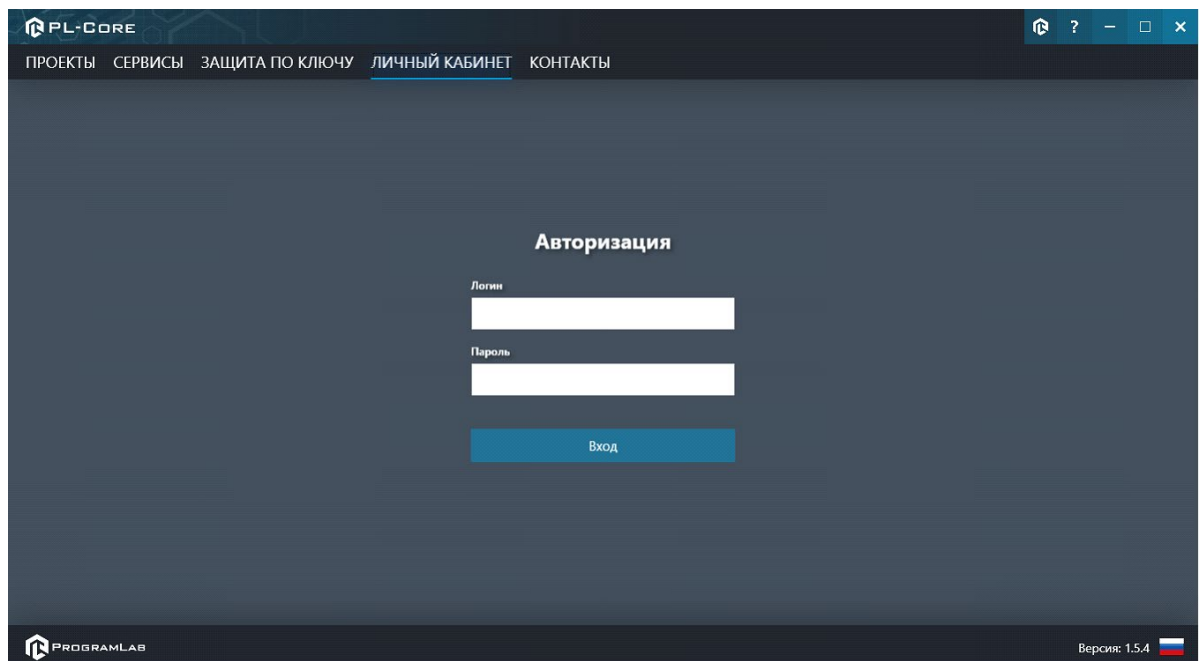 PL-CORE
?
ПРОЕКТЫ СЕРВИСЫ ЗАЩИТА ПО КЛЮЧУ ЛИЧНЫЙ КАБИНЕТ КОНТАКТЫ
Авторизация
Логин
Пароль
Вход
PROGRAMLAB
Версия: 1.5.4